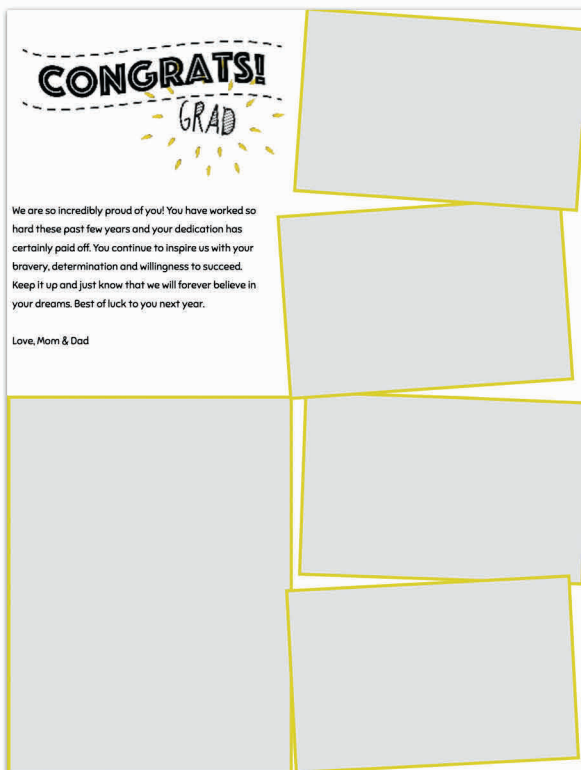 CONGRATS!
GRAD
We are so incredibly proud of you! You have worked so
hard these past few years and your dedication has
certainly paid off. You continue to inspire us with your
bravery, determination and willingness to succeed.
Keep it up and just know that we will forever believe in
your dreams. Best of luck to you next year.
Love, Mom & Dad